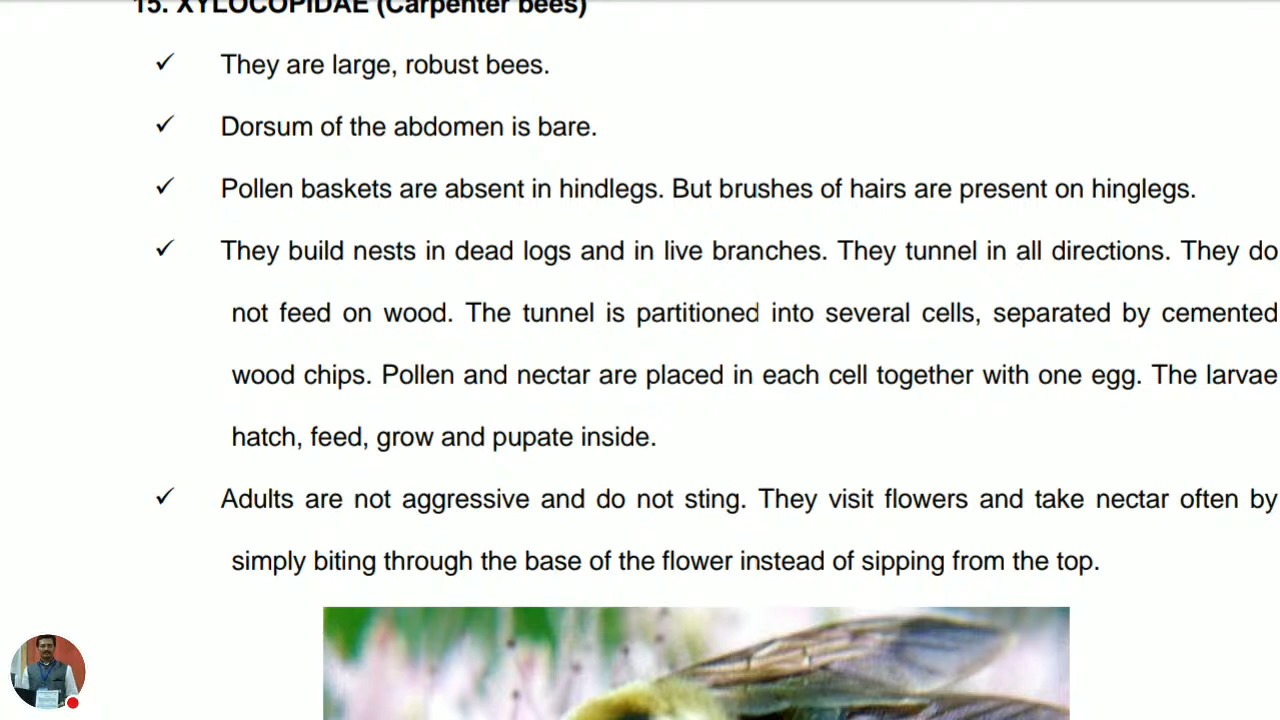 15. XYLOCOPIDAE (Carpenter bees)
✓ They are large, robust bees.
✓ Dorsum of the abdomen is bare.
✓ Pollen baskets are absent in hindlegs. But brushes of hairs are present on hinglegs.
✓ They build nests in dead logs and in live branches. They tunnel in all directions. They do
not feed on wood. The tunnel is partitioned into several cells, separated by cemented
wood chips. Pollen and nectar are placed in each cell together with one egg. The larvae
hatch, feed, grow and pupate inside.
✓ Adults are not aggressive and do not sting. They visit flowers and take nectar often by
simply biting through the base of the flower instead of sipping from the top.